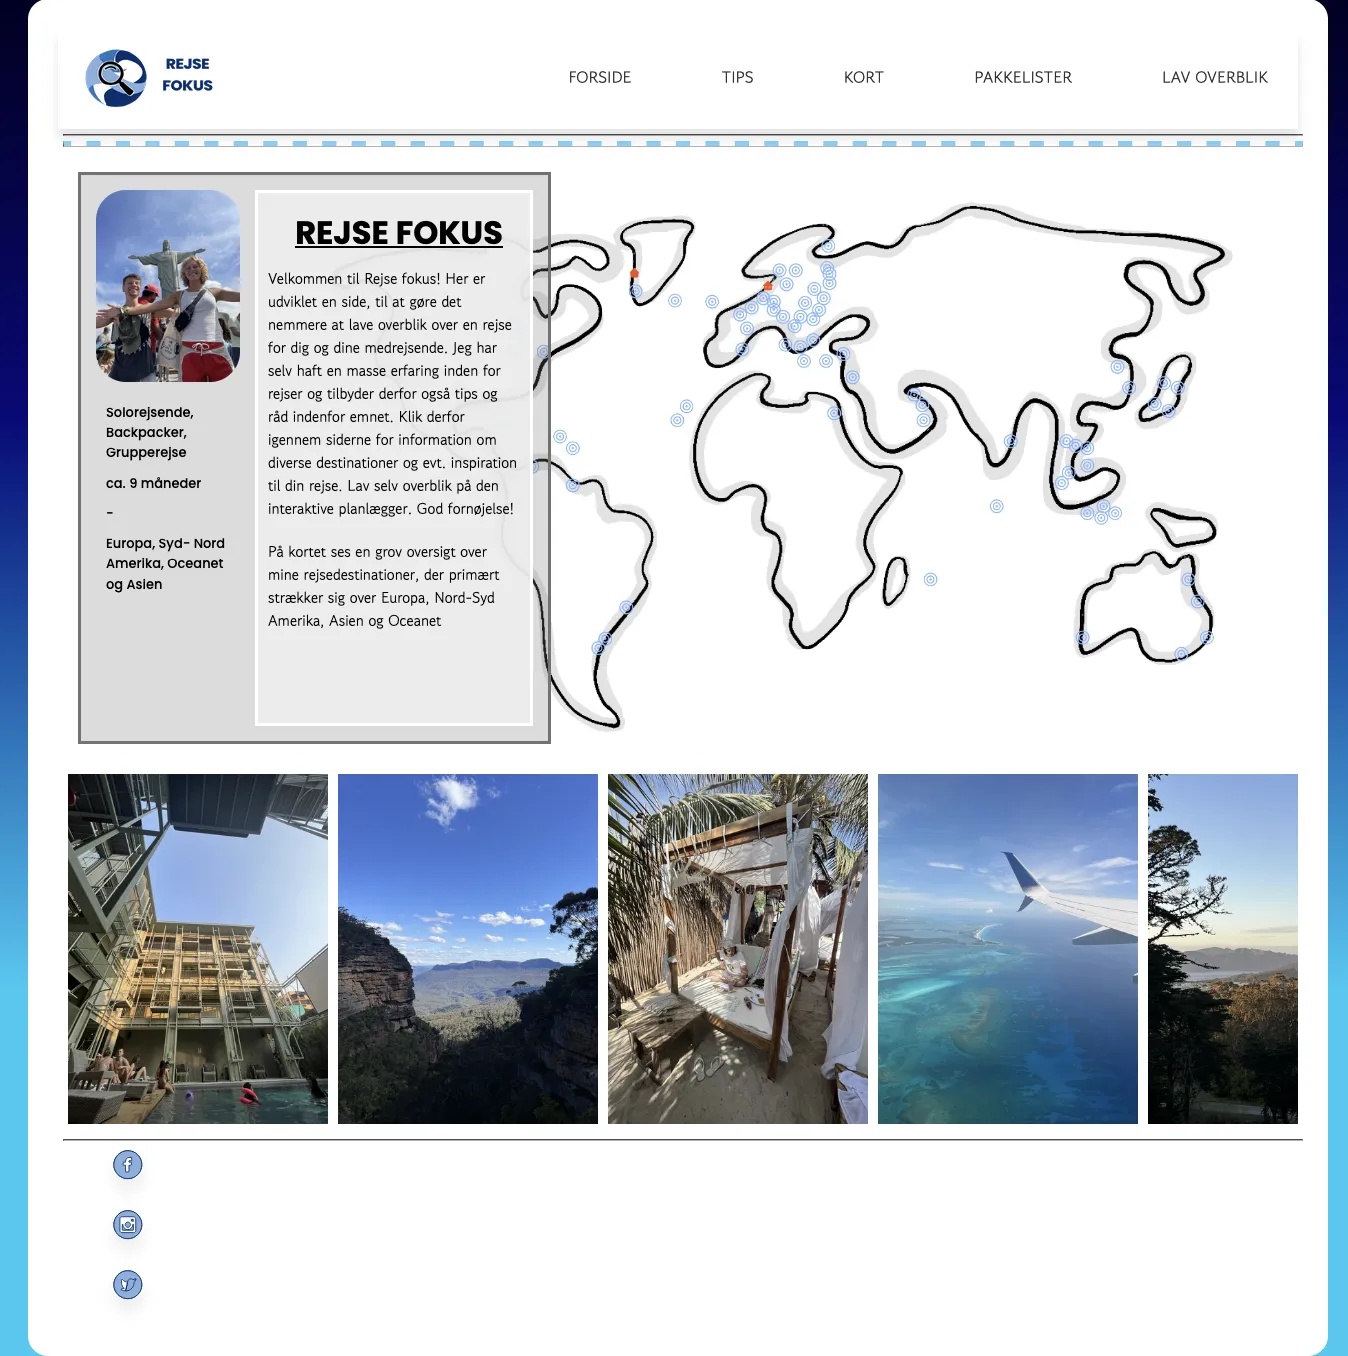 REJSE
FOKUS
FORSIDE
TIPS
KORT
PAKKELISTER
LAV OVERBLIK
REJSE FOKUS
Velkommen til Rejse fokus! Her er
udviklet en side, til at gøre det
nemmere at lave overblik over en rejse
for dig og dine medrejsende. Jeg har
selv haft en masse erfaring inden for
rejser og tilbyder derfor også tips og
råd indenfor emnet. Klik derfor
igennem siderne for information om
diverse destinationer og evt. inspiration
til din rejse. Lav selv overblik på den
interaktive planlægger. God fornøjelse!
På kortet ses en grov oversigt over
mine rejsedestinationer, der primært
strækker sig over Europa, Nord-Syd
Amerika, Asien og Oceanet
Solorejsende,
Backpacker,
Grupperejse
ca. 9 måneder
-
Europa, Syd- Nord
Amerika, Oceanet
og Asien